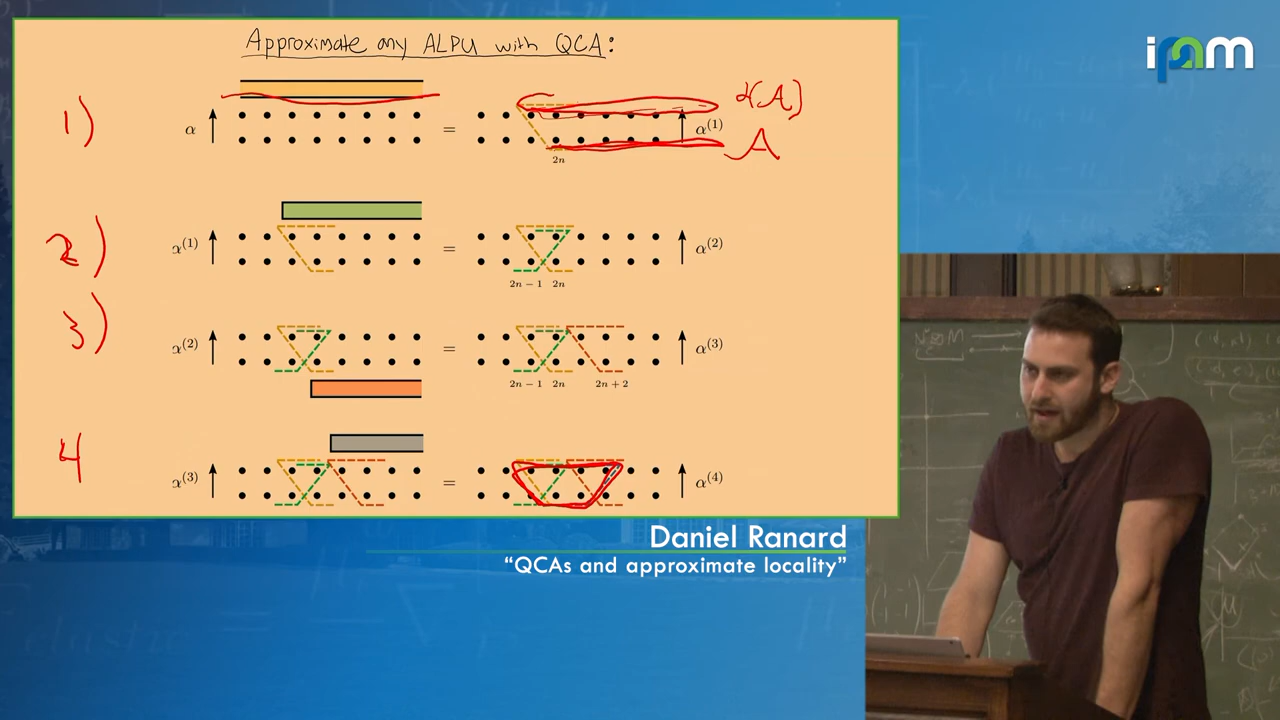 Approximate any ALPU with QCA:
1)
α
=
α(1)
α(A)
A
2n
2)
α(1)
=
α(2)
2n − 1 2n
3)
α(2)
=
α(3)
2n − 1 2n 2n + 2
4
α(3)
=
α(4)
ipam
Daniel Ranard
“QCAs and approximate locality”